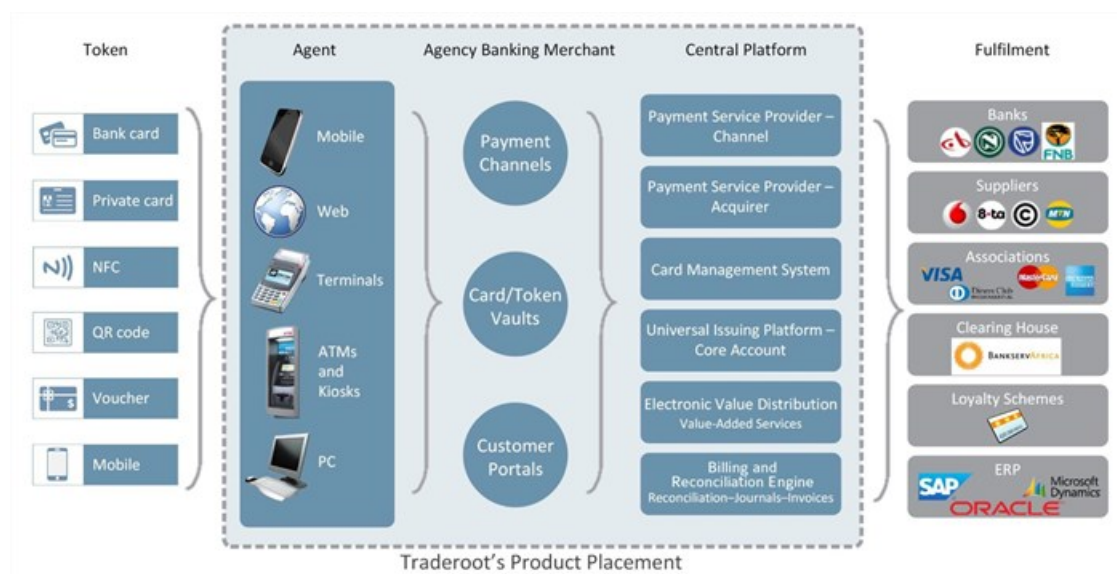 Token
Agent
Agency Banking Merchant
Central Platform
Fulfilment
Bank card
Private card
NFC
QR code
Voucher
Mobile
Mobile
Web
Terminals
ATMs
and
Kiosks
PC
Payment
Channels
Card/Token
Vaults
Customer
Portals
Payment Service Provider –
Channel
Payment Service Provider –
Acquirer
Card Management System
Universal Issuing Platform –
Core Account
Electronic Value Distribution
Value-Added Services
Billing and
Reconciliation Engine
Reconciliation–Journals–Invoices
Banks
FNB
Suppliers
8·ta
MTN
Associations
VISA
MasterCard
Diners Club
Clearing House
BANKSERVAFRICA
Loyalty Schemes
ERP
SAP
Microsoft
Dynamics
ORACLE
Traderoot's Product Placement